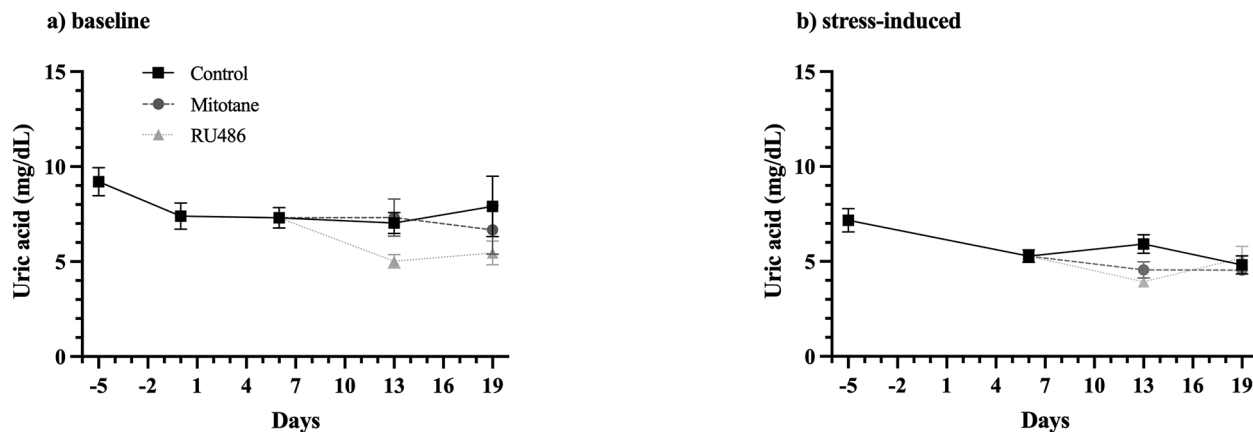 a) baseline
Control
Mitotane
RU486
15
10
5
0
Uric acid (mg/dL)
-5 -2 1 4 7 10 13 16 19
Days
b) stress-induced
15
10
5
0
Uric acid (mg/dL)
-5 -2 1 4 7 10 13 16 19
Days